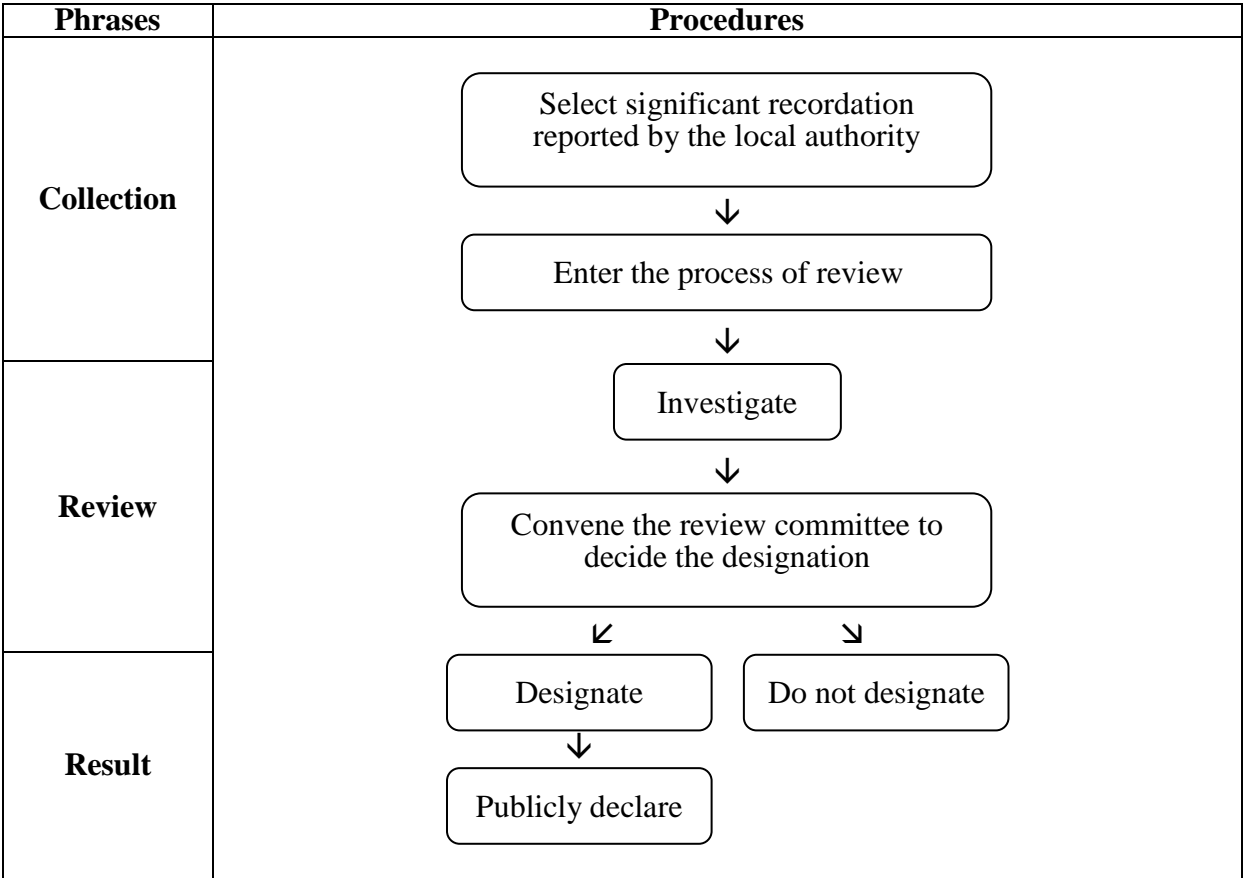 Phrases
Procedures
Collection
Select significant recordation
reported by the local authority
Enter the process of review
Review
Investigate
Convene the review committee to
decide the designation
Result
Designate
Do not designate
Publicly declare